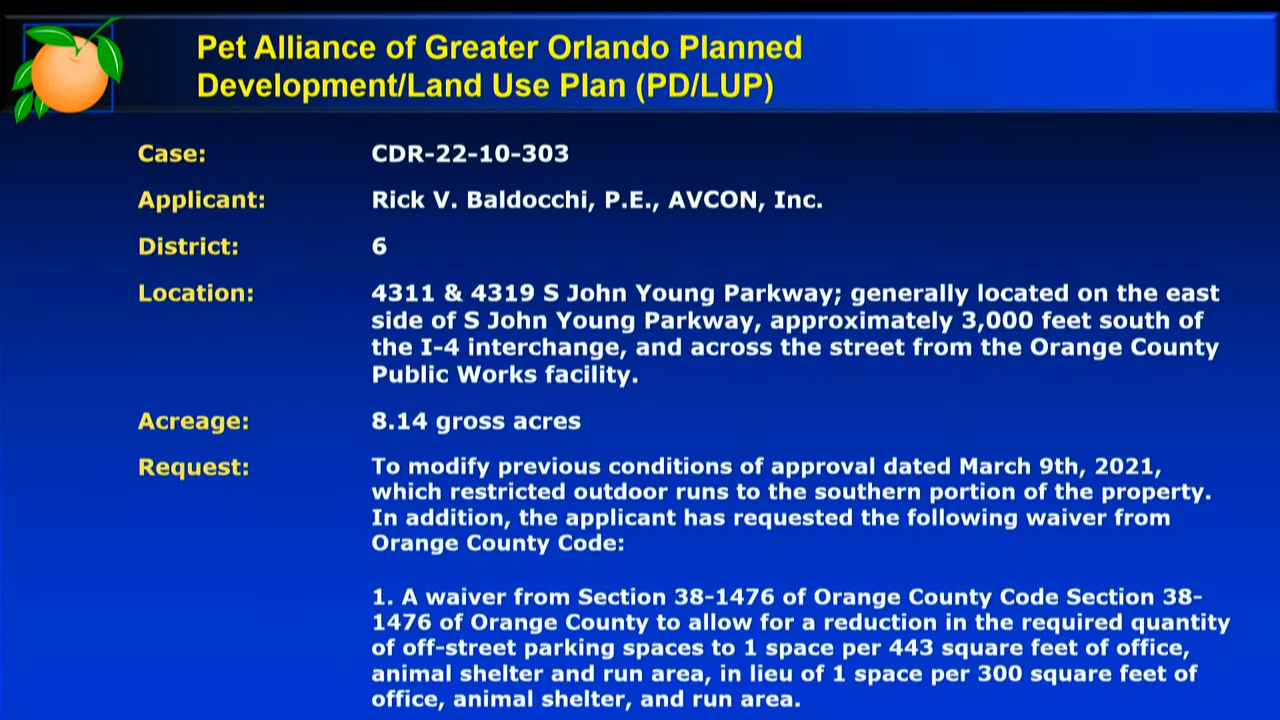 Pet Alliance of Greater Orlando Planned
Development/Land Use Plan (PD/LUP)
Case: CDR-22-10-303
Applicant: Rick V. Baldocchi, P.E., AVCON, Inc.
District: 6
Location: 4311 & 4319 S John Young Parkway; generally located on the east
side of S John Young Parkway, approximately 3,000 feet south of
the I-4 interchange, and across the street from the Orange County
Public Works facility.
Acreage: 8.14 gross acres
Request: To modify previous conditions of approval dated March 9th, 2021,
which restricted outdoor runs to the southern portion of the property.
In addition, the applicant has requested the following waiver from
Orange County Code:
1. A waiver from Section 38-1476 of Orange County Code Section 38-
1476 of Orange County to allow for a reduction in the required quantity
of off-street parking spaces to 1 space per 443 square feet of office,
animal shelter and run area, in lieu of 1 space per 300 square feet of
office, animal shelter, and run area.